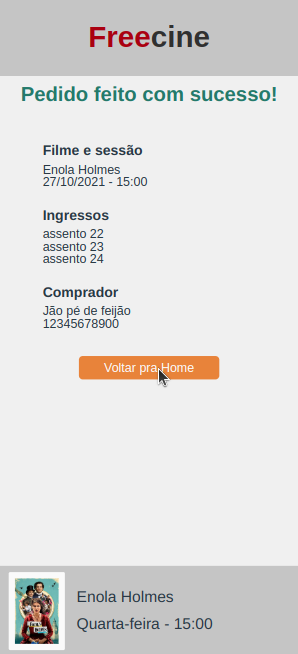 Freecine
Pedido feito com sucesso!
Filme e sessão
Enola Holmes
27/10/2021 - 15:00
Ingressos
assento 22
assento 23
assento 24
Comprador
Jão pé de feijão
12345678900
Voltar pra Home
Enola Holmes
Quarta-feira - 15:00